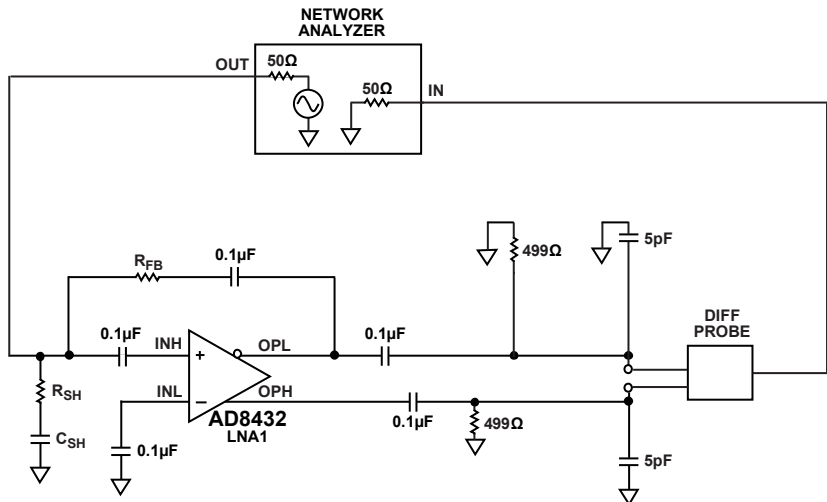 NETWORK
ANALYZER
OUT
50Ω
50Ω
IN
RFB
0.1µF
499Ω
5pF
DIFF
PROBE
0.1µF
INH
+
OPL
0.1µF
RSH
INL
–
OPH
AD8432
LNA1
0.1µF
499Ω
CSH
0.1µF
5pF